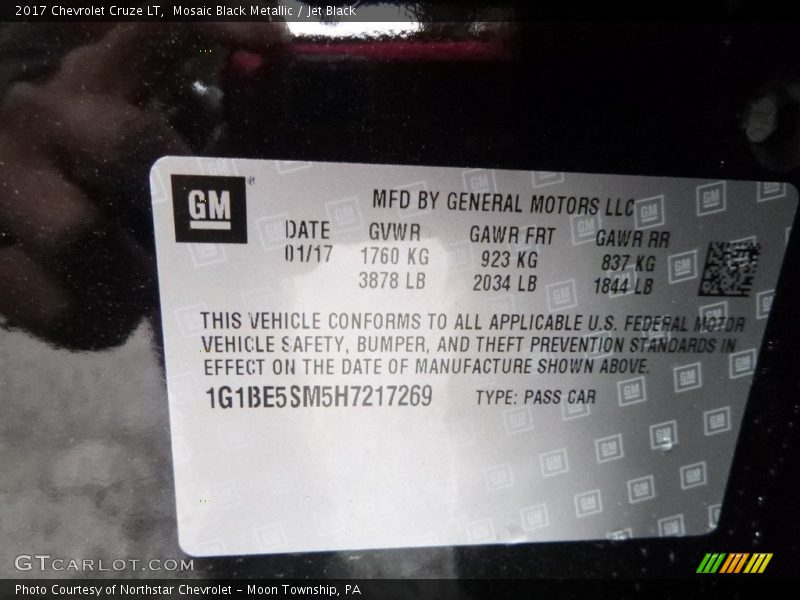 2017 Chevrolet Cruze LT, Mosaic Black Metallic / Jet Black
GM
MFD BY GENERAL MOTORS LLC
DATE GVWR GAWR FRT GAWR RR
01/17 1760 KG 923 KG 837 KG
3878 LB 2034 LB 1844 LB
THIS VEHICLE CONFORMS TO ALL APPLICABLE U.S. FEDERAL MOTOR
VEHICLE SAFETY, BUMPER, AND THEFT PREVENTION STANDARDS IN
EFFECT ON THE DATE OF MANUFACTURE SHOWN ABOVE.
1G1BE5SM5H7217269 TYPE: PASS CAR
GTCARLOT.COM
Photo Courtesy of Northstar Chevrolet - Moon Township, PA